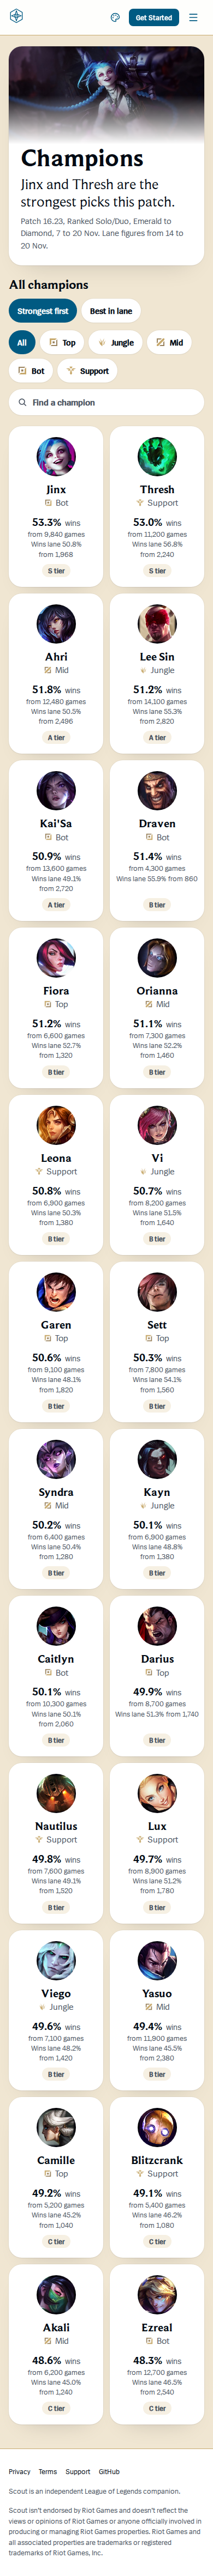 Get Started
Champions
Jinx and Thresh are the
strongest picks this patch.
Patch 16.23, Ranked Solo/Duo, Emerald to
Diamond, 7 to 20 Nov. Lane figures from 14 to
20 Nov.
All champions
Strongest first
Best in lane
All
Top
Jungle
Mid
Bot
Support
Find a champion
Jinx
Bot
53.3% wins
from 9,840 games
Wins lane 50.8%
from 1,968
S tier
Thresh
Support
53.0% wins
from 11,200 games
Wins lane 56.8%
from 2,240
S tier
Ahri
Mid
51.8% wins
from 12,480 games
Wins lane 50.6%
from 2,496
A tier
Lee Sin
Jungle
51.2% wins
from 14,100 games
Wins lane 55.3%
from 2,820
A tier
Kai'Sa
Bot
50.9% wins
from 13,600 games
Wins lane 49.1%
from 2,720
A tier
Draven
Bot
51.4% wins
from 4,300 games
Wins lane 55.9% from 860
B tier
Fiora
Top
51.2% wins
from 6,600 games
Wins lane 52.7%
from 1,320
B tier
Orianna
Mid
51.1% wins
from 7,300 games
Wins lane 52.2%
from 1,460
B tier
Leona
Support
50.8% wins
from 6,900 games
Wins lane 50.3%
from 1,380
B tier
Vi
Jungle
50.7% wins
from 8,200 games
Wins lane 51.5%
from 1,640
B tier
Garen
Top
50.6% wins
from 9,100 games
Wins lane 48.1%
from 1,820
B tier
Sett
Top
50.3% wins
from 7,800 games
Wins lane 54.1%
from 1,560
B tier
Syndra
Mid
50.2% wins
from 6,400 games
Wins lane 50.4%
from 1,280
B tier
Kayn
Jungle
50.1% wins
from 6,900 games
Wins lane 48.8%
from 1,380
B tier
Caitlyn
Bot
50.1% wins
from 10,300 games
Wins lane 50.1%
from 2,060
B tier
Darius
Top
49.9% wins
from 8,700 games
Wins lane 51.3% from 1,740
B tier
Nautilus
Support
49.8% wins
from 7,600 games
Wins lane 49.1%
from 1,520
B tier
Lux
Support
49.7% wins
from 8,900 games
Wins lane 51.2%
from 1,780
B tier
Viego
Jungle
49.6% wins
from 7,100 games
Wins lane 48.2%
from 1,420
B tier
Yasuo
Mid
49.4% wins
from 11,900 games
Wins lane 45.5%
from 2,380
B tier
Camille
Top
49.2% wins
from 5,200 games
Wins lane 45.2%
from 1,040
C tier
Blitzcrank
Support
49.1% wins
from 5,400 games
Wins lane 46.2%
from 1,080
C tier
Akali
Mid
48.6% wins
from 6,200 games
Wins lane 45.0%
from 1,240
C tier
Ezreal
Bot
48.3% wins
from 12,700 games
Wins lane 46.5%
from 2,540
C tier
Privacy
Terms
Support
GitHub
Scout is an independent League of Legends companion.
Scout isn't endorsed by Riot Games and doesn't reflect the
views or opinions of Riot Games or anyone officially involved in
producing or managing Riot Games properties. Riot Games and
all associated properties are trademarks or registered
trademarks of Riot Games, Inc.